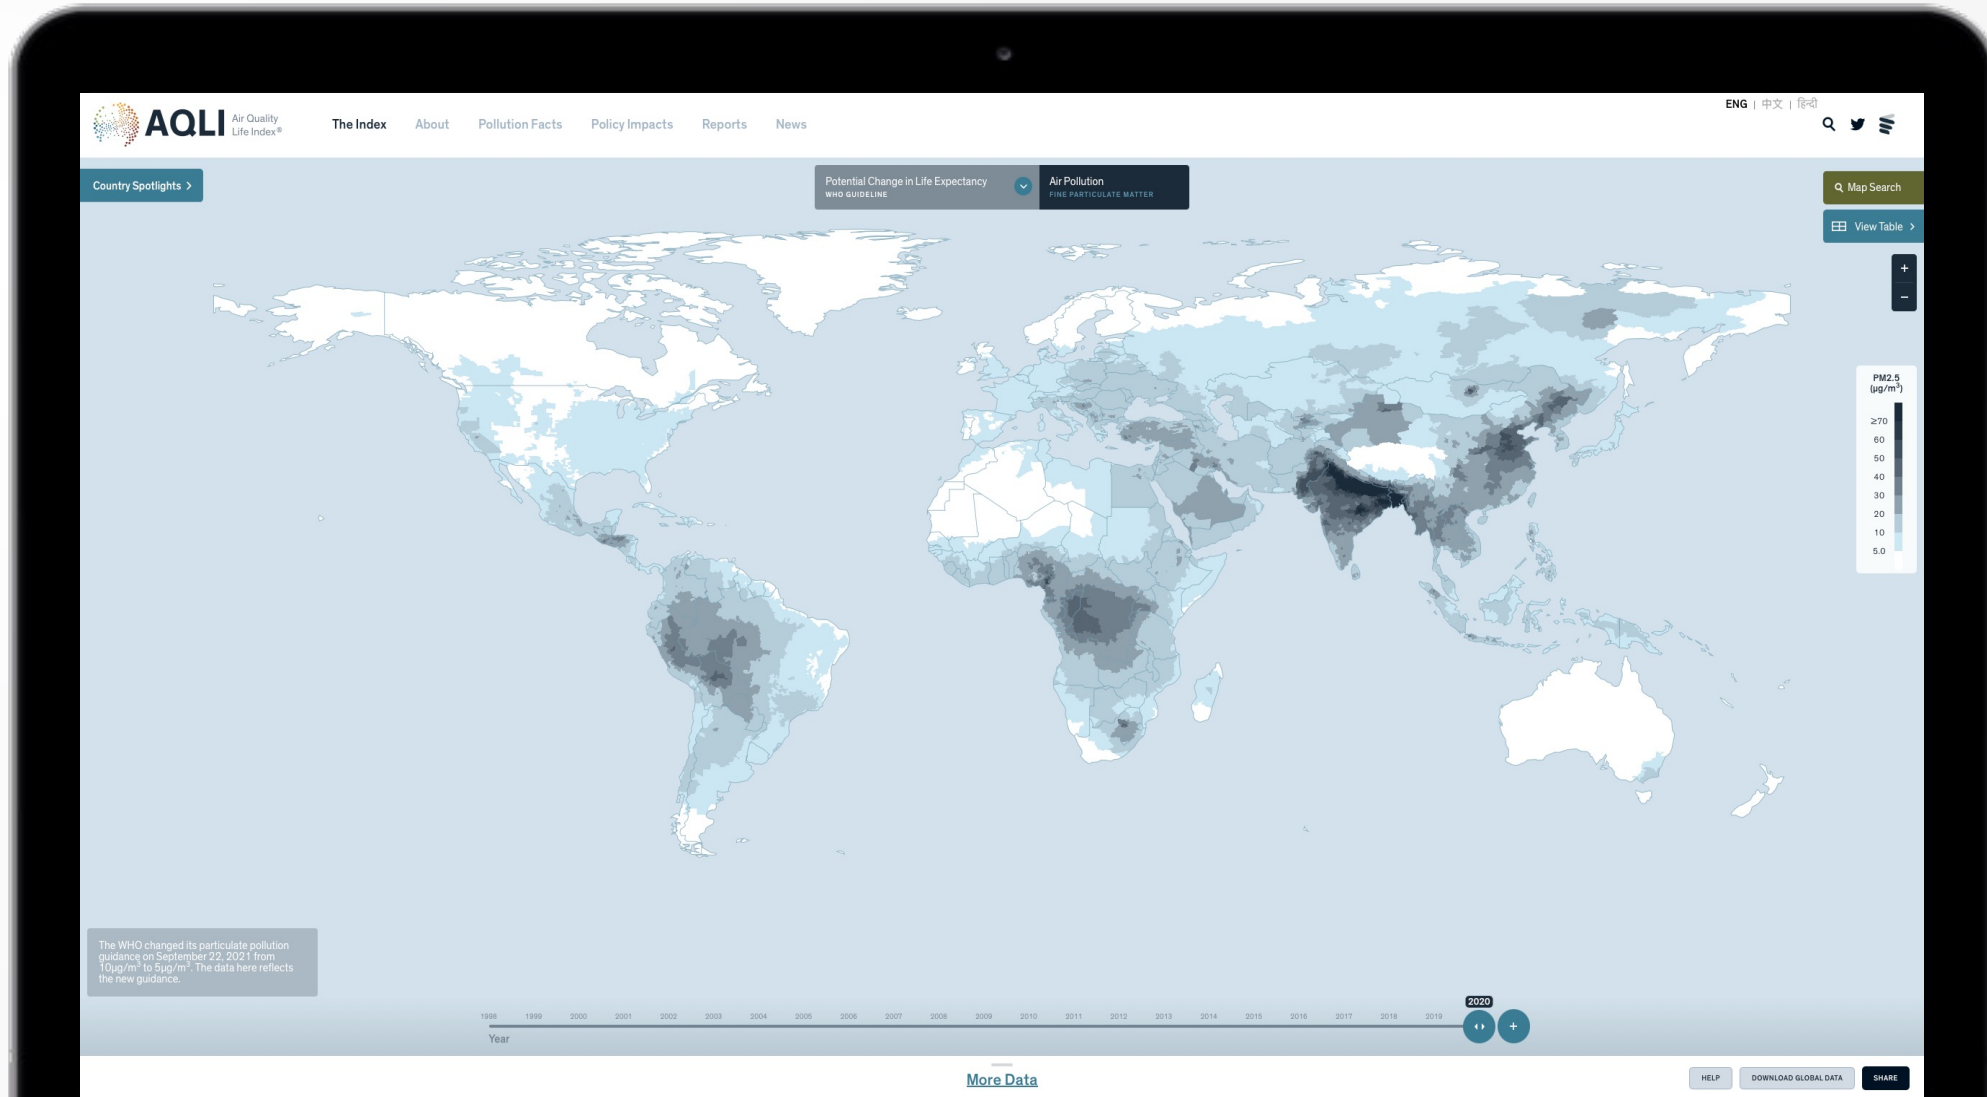 AQLI
Air Quality
Life Index®
The Index
About
Pollution Facts
Policy Impacts
Reports
News
ENG | 中文 | हिन्दी
Country Spotlights >
Potential Change in Life Expectancy
WHO GUIDELINE
Air Pollution
FINE PARTICULATE MATTER
Map Search
View Table >
+
−
PM2.5
(µg/m³)
≥70
60
50
40
30
20
10
5.0
The WHO changed its particulate pollution
guidance on September 22, 2021 from
10µg/m³ to 5µg/m³. The data here reflects
the new guidance.
2020
1998 1999 2000 2001 2002 2003 2004 2005 2006 2007 2008 2009 2010 2011 2012 2013 2014 2015 2016 2017 2018 2019
+
Year
More Data
HELP
DOWNLOAD GLOBAL DATA
SHARE